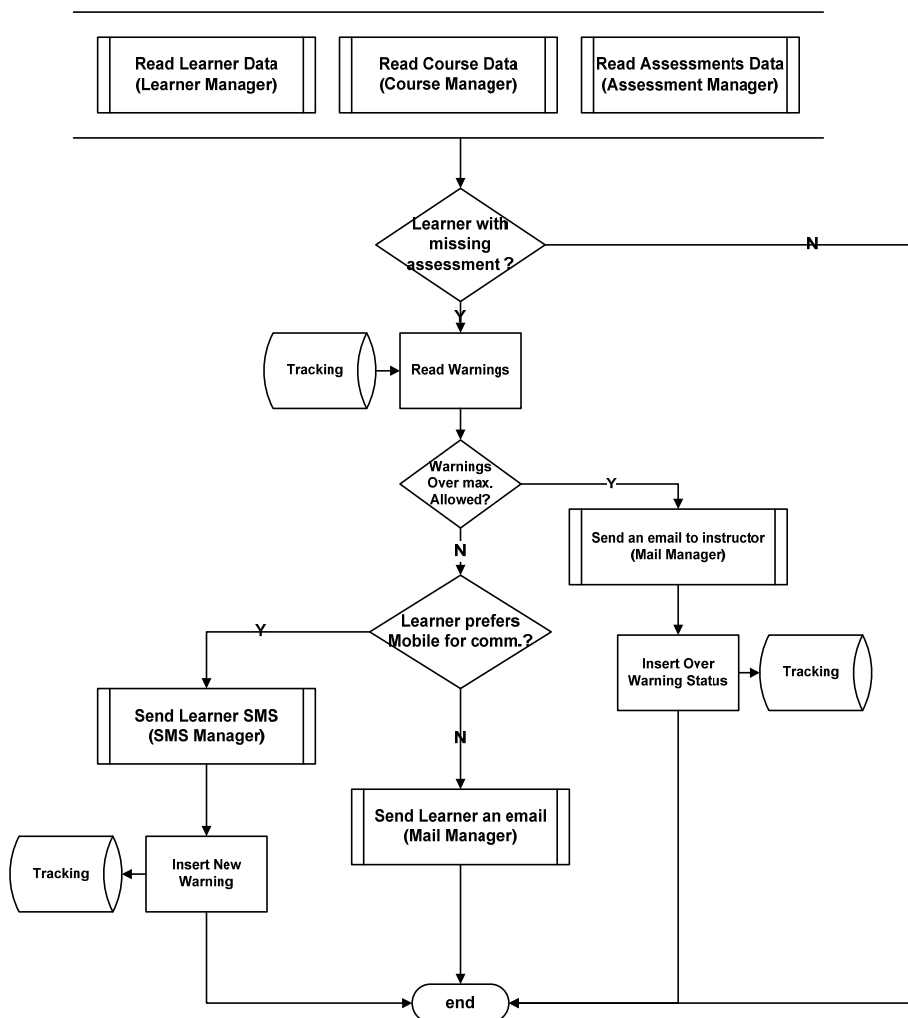 Read Learner Data
(Learner Manager)
Read Course Data
(Course Manager)
Read Assessments Data
(Assessment Manager)
Learner with
missing
assessment ?
N
Y
Tracking
Read Warnings
Warnings
Over max.
Allowed?
Y
Send an email to instructor
(Mail Manager)
N
Learner prefers
Mobile for comm.?
Y
Insert Over
Warning Status
Tracking
Send Learner SMS
(SMS Manager)
N
Send Learner an email
(Mail Manager)
Tracking
Insert New
Warning
end